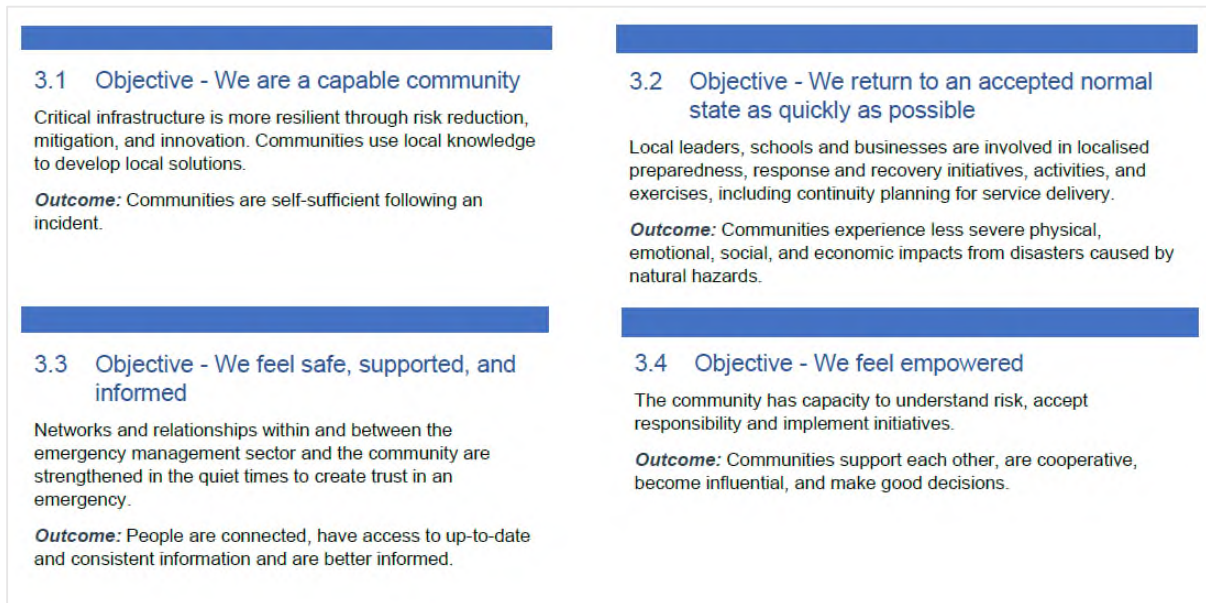 3.1 Objective - We are a capable community
Critical infrastructure is more resilient through risk reduction,
mitigation, and innovation. Communities use local knowledge
to develop local solutions.
Outcome: Communities are self-sufficient following an
incident.
3.2 Objective - We return to an accepted normal
state as quickly as possible
Local leaders, schools and businesses are involved in localised
preparedness, response and recovery initiatives, activities, and
exercises, including continuity planning for service delivery.
Outcome: Communities experience less severe physical,
emotional, social, and economic impacts from disasters caused by
natural hazards.
3.3 Objective - We feel safe, supported, and
informed
Networks and relationships within and between the
emergency management sector and the community are
strengthened in the quiet times to create trust in an
emergency.
Outcome: People are connected, have access to up-to-date
and consistent information and are better informed.
3.4 Objective - We feel empowered
The community has capacity to understand risk, accept
responsibility and implement initiatives.
Outcome: Communities support each other, are cooperative,
become influential, and make good decisions.